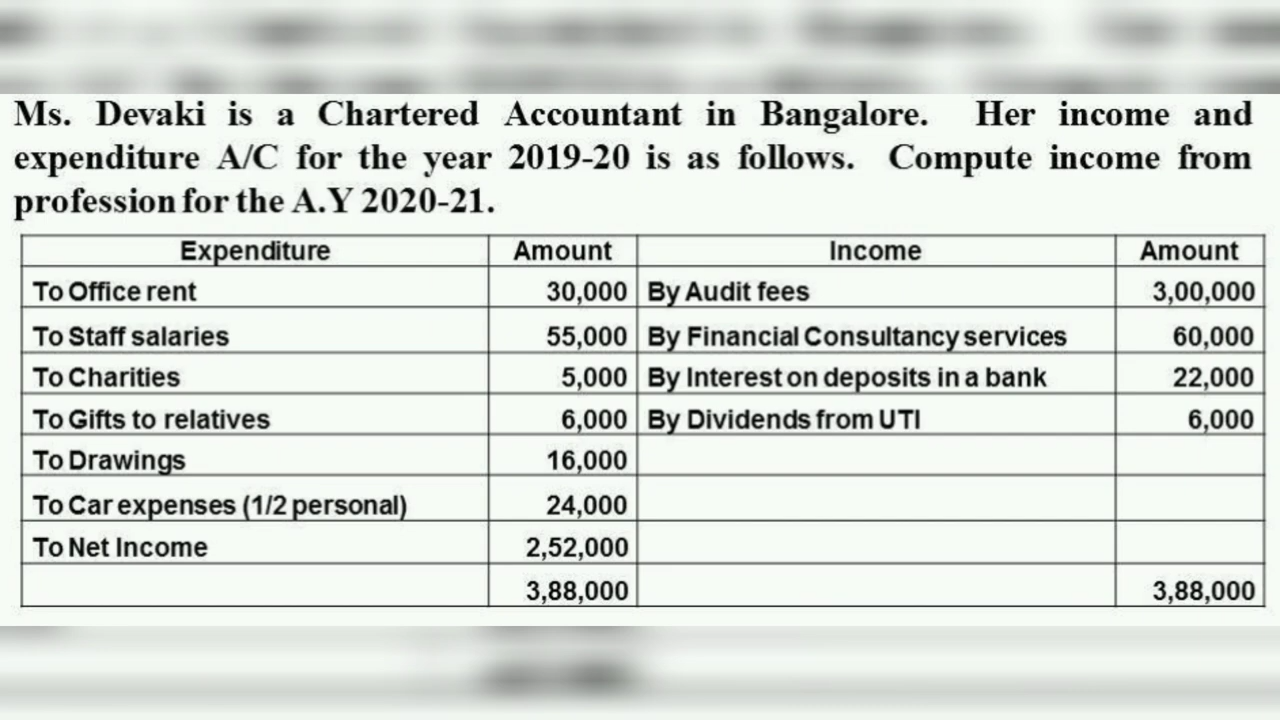 Ms. Devaki is a Chartered Accountant in Bangalore. Her income and
expenditure A/C for the year 2019-20 is as follows. Compute income from
profession for the A.Y 2020-21.
Expenditure Amount Income Amount
To Office rent 30,000 By Audit fees 3,00,000
To Staff salaries 55,000 By Financial Consultancy services 60,000
To Charities 5,000 By Interest on deposits in a bank 22,000
To Gifts to relatives 6,000 By Dividends from UTI 6,000
To Drawings 16,000
To Car expenses (1/2 personal) 24,000
To Net Income 2,52,000
3,88,000 3,88,000